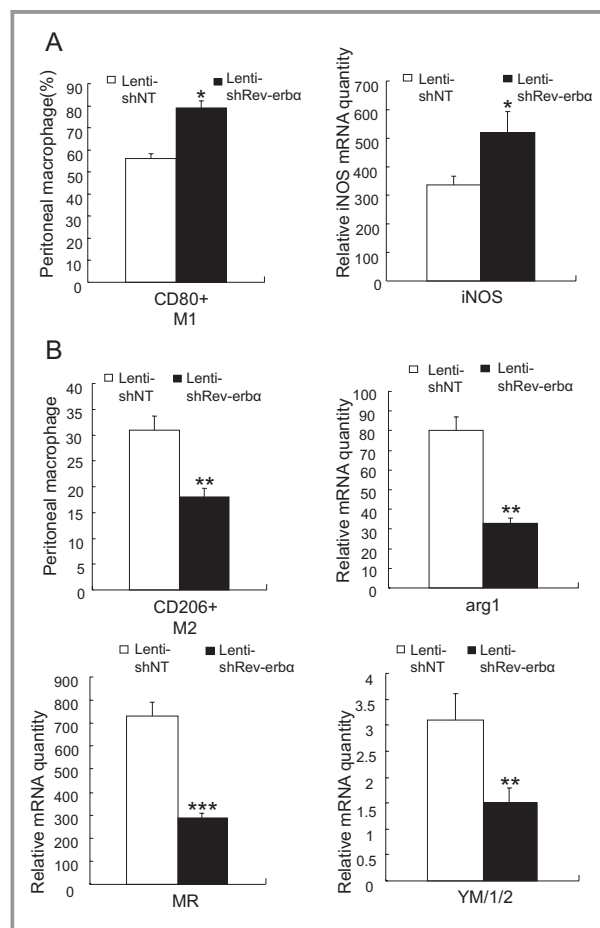 A
Lenti-
shNT
Lenti-
shRev-erbα
Peritoneal macrophage(%)
90
80
70
60
50
40
30
20
10
0
*
CD80+
M1
Lenti-
shNT
Lenti-
shRev-erbα
Relative iNOS mRNA quantity
700
600
500
400
300
200
100
0
*
iNOS
B
Lenti-
shNT
Lenti-
shRev-erbα
Peritoneal macrophage
40
35
30
25
20
15
10
5
0
**
CD206+
M2
Lenti-
shNT
Lenti-
shRev-erbα
Relative mRNA quantity
100
90
80
70
60
50
40
30
20
10
0
**
arg1
Lenti-
shNT
Lenti-
shRev-erbα
Relative mRNA quantity
900
800
700
600
500
400
300
200
100
0
***
MR
Lenti-
shNT
Lenti-
shRev-erbα
Relative mRNA quantity
4
3.5
3
2.5
2
1.5
1
0.5
0
**
YM/1/2